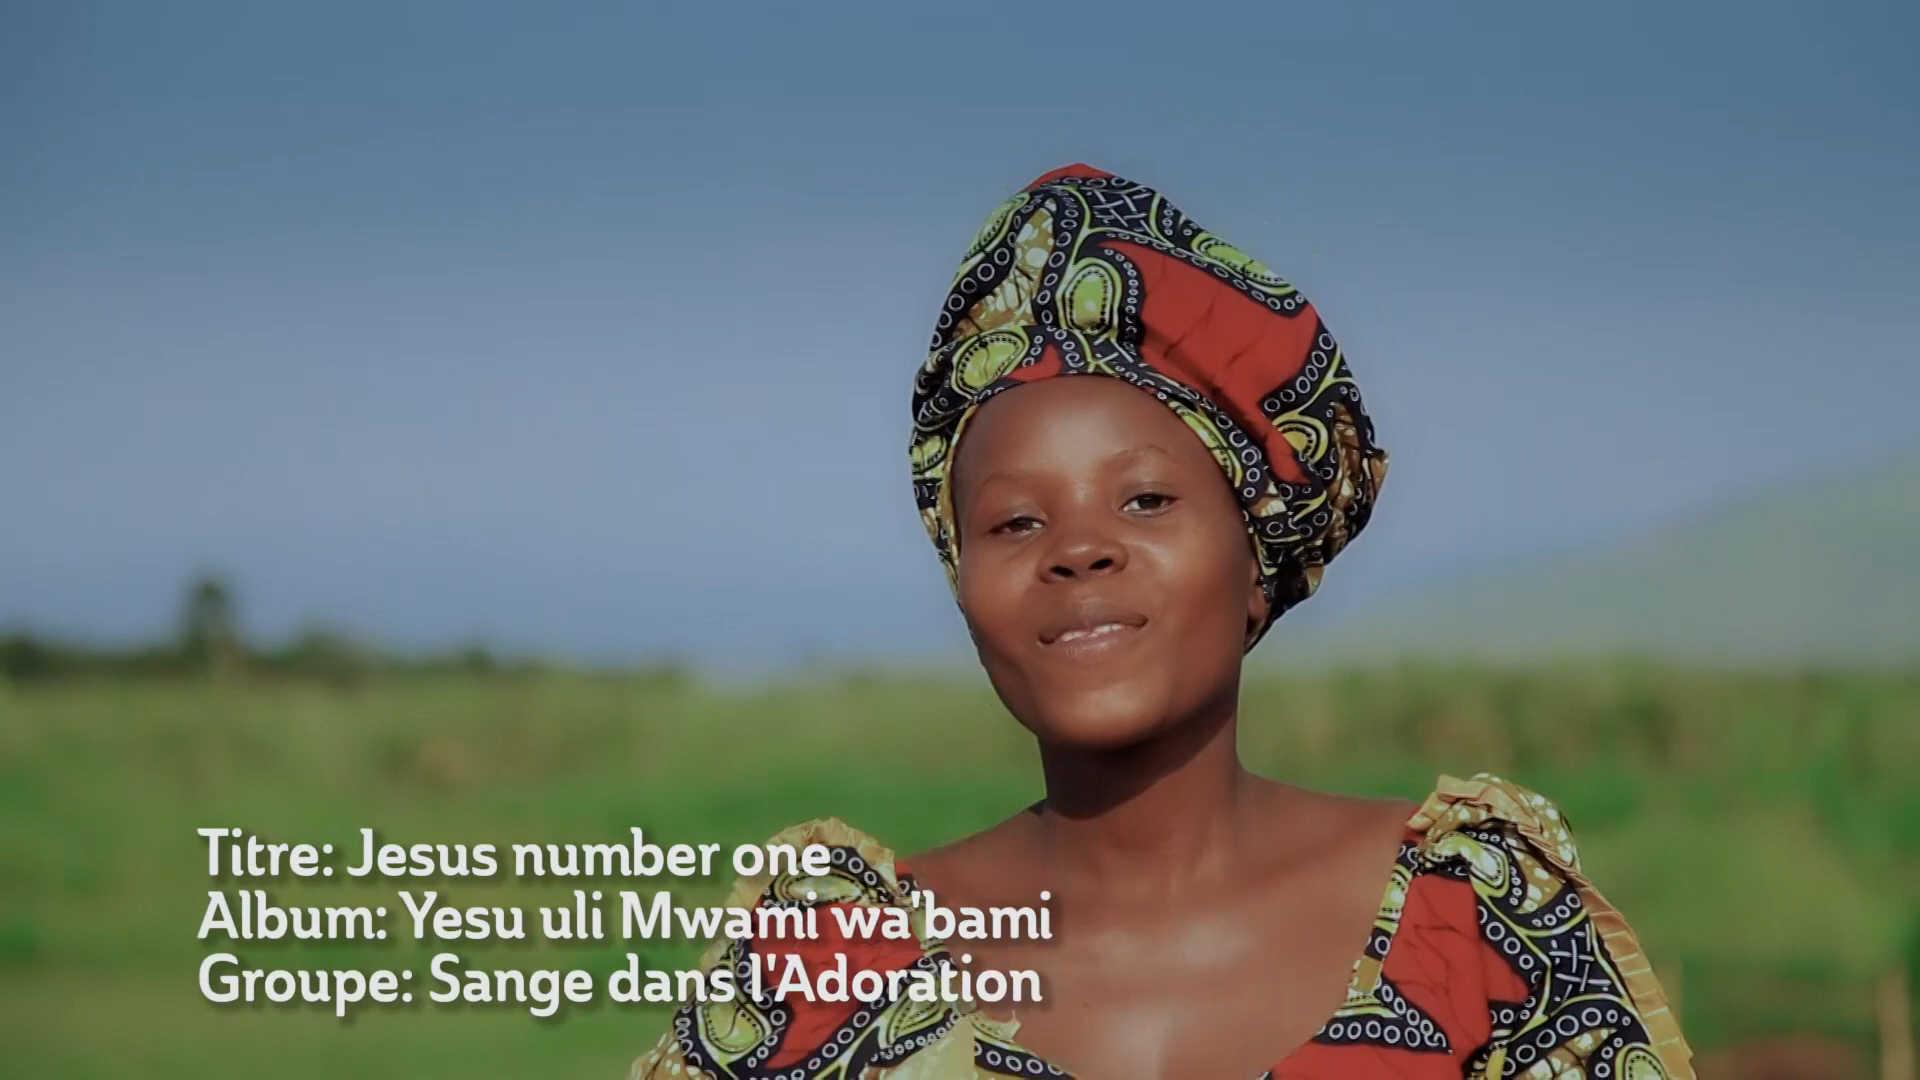 Titre: Jesus number one
Album: Yesu uli Mwami wa'bami
Groupe: Sange dans l'Adoration